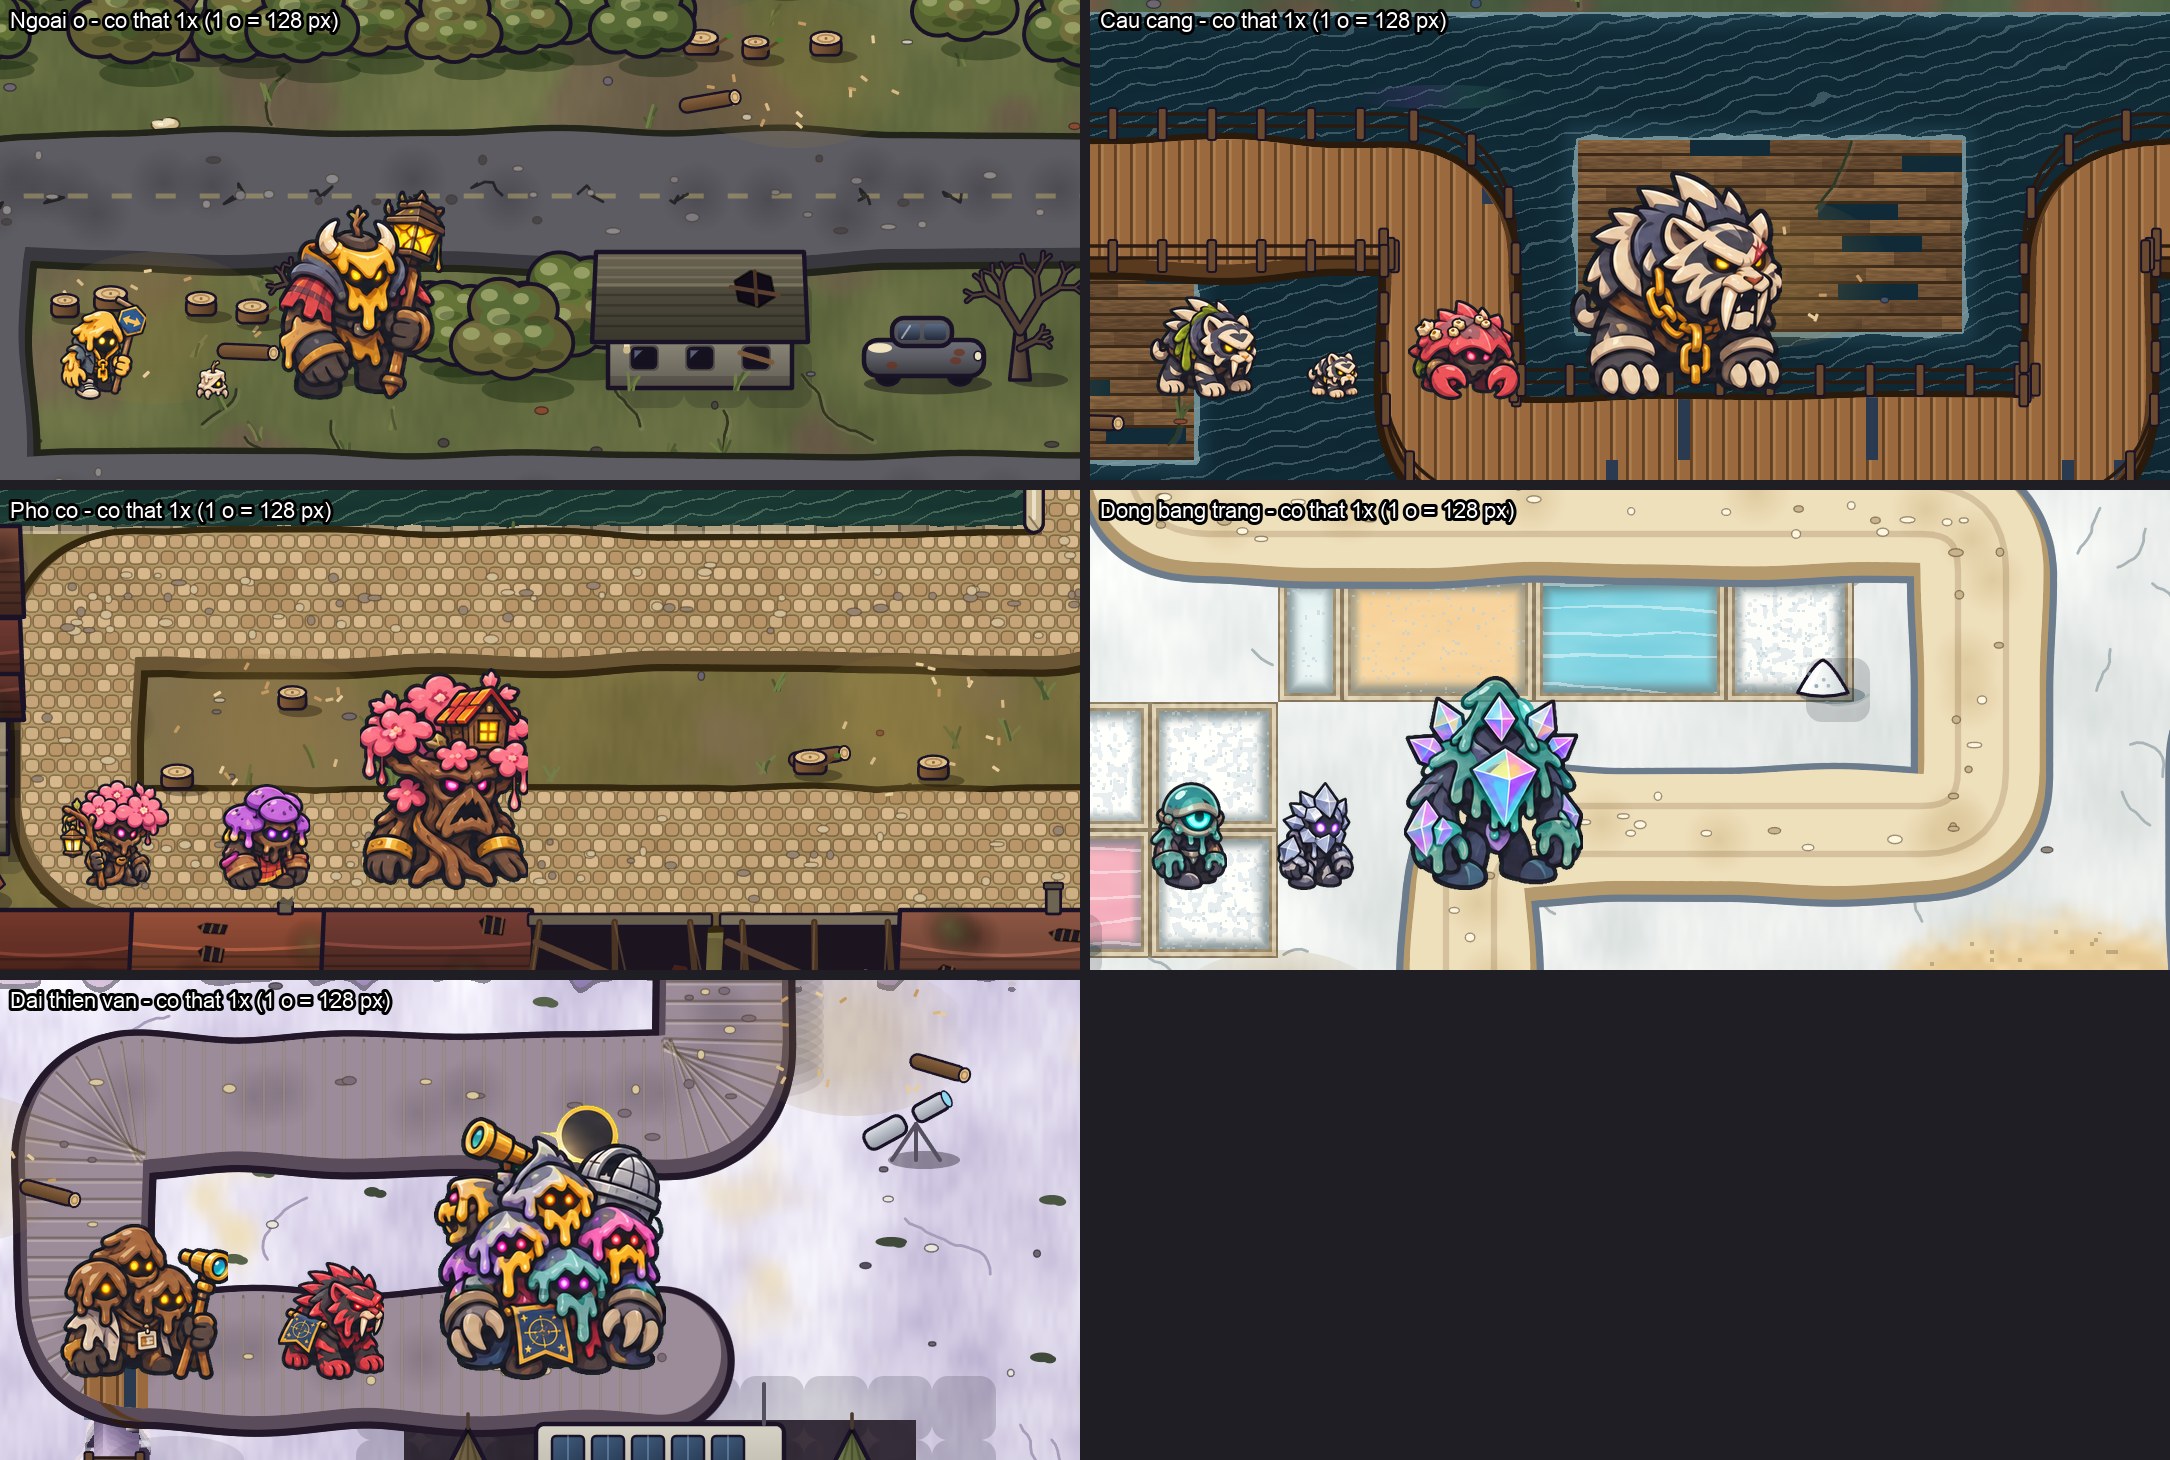 Ngoai o - co that 1x (1 o = 128 px)
Cau cang - co that 1x (1 o = 128 px)
Pho co - co that 1x (1 o = 128 px)
Dong bang trang - co that 1x (1 o = 128 px)
Dai thien van - co that 1x (1 o = 128 px)